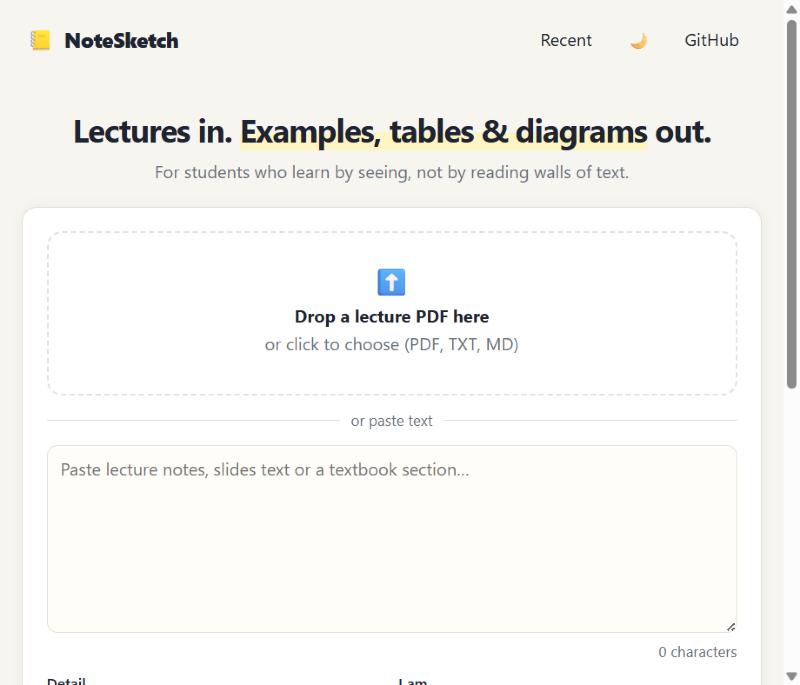 NoteSketch
Recent
GitHub
Lectures in. Examples, tables & diagrams out.
For students who learn by seeing, not by reading walls of text.
Drop a lecture PDF here
or click to choose (PDF, TXT, MD)
or paste text
Paste lecture notes, slides text or a textbook section...
0 characters
Detail
I am